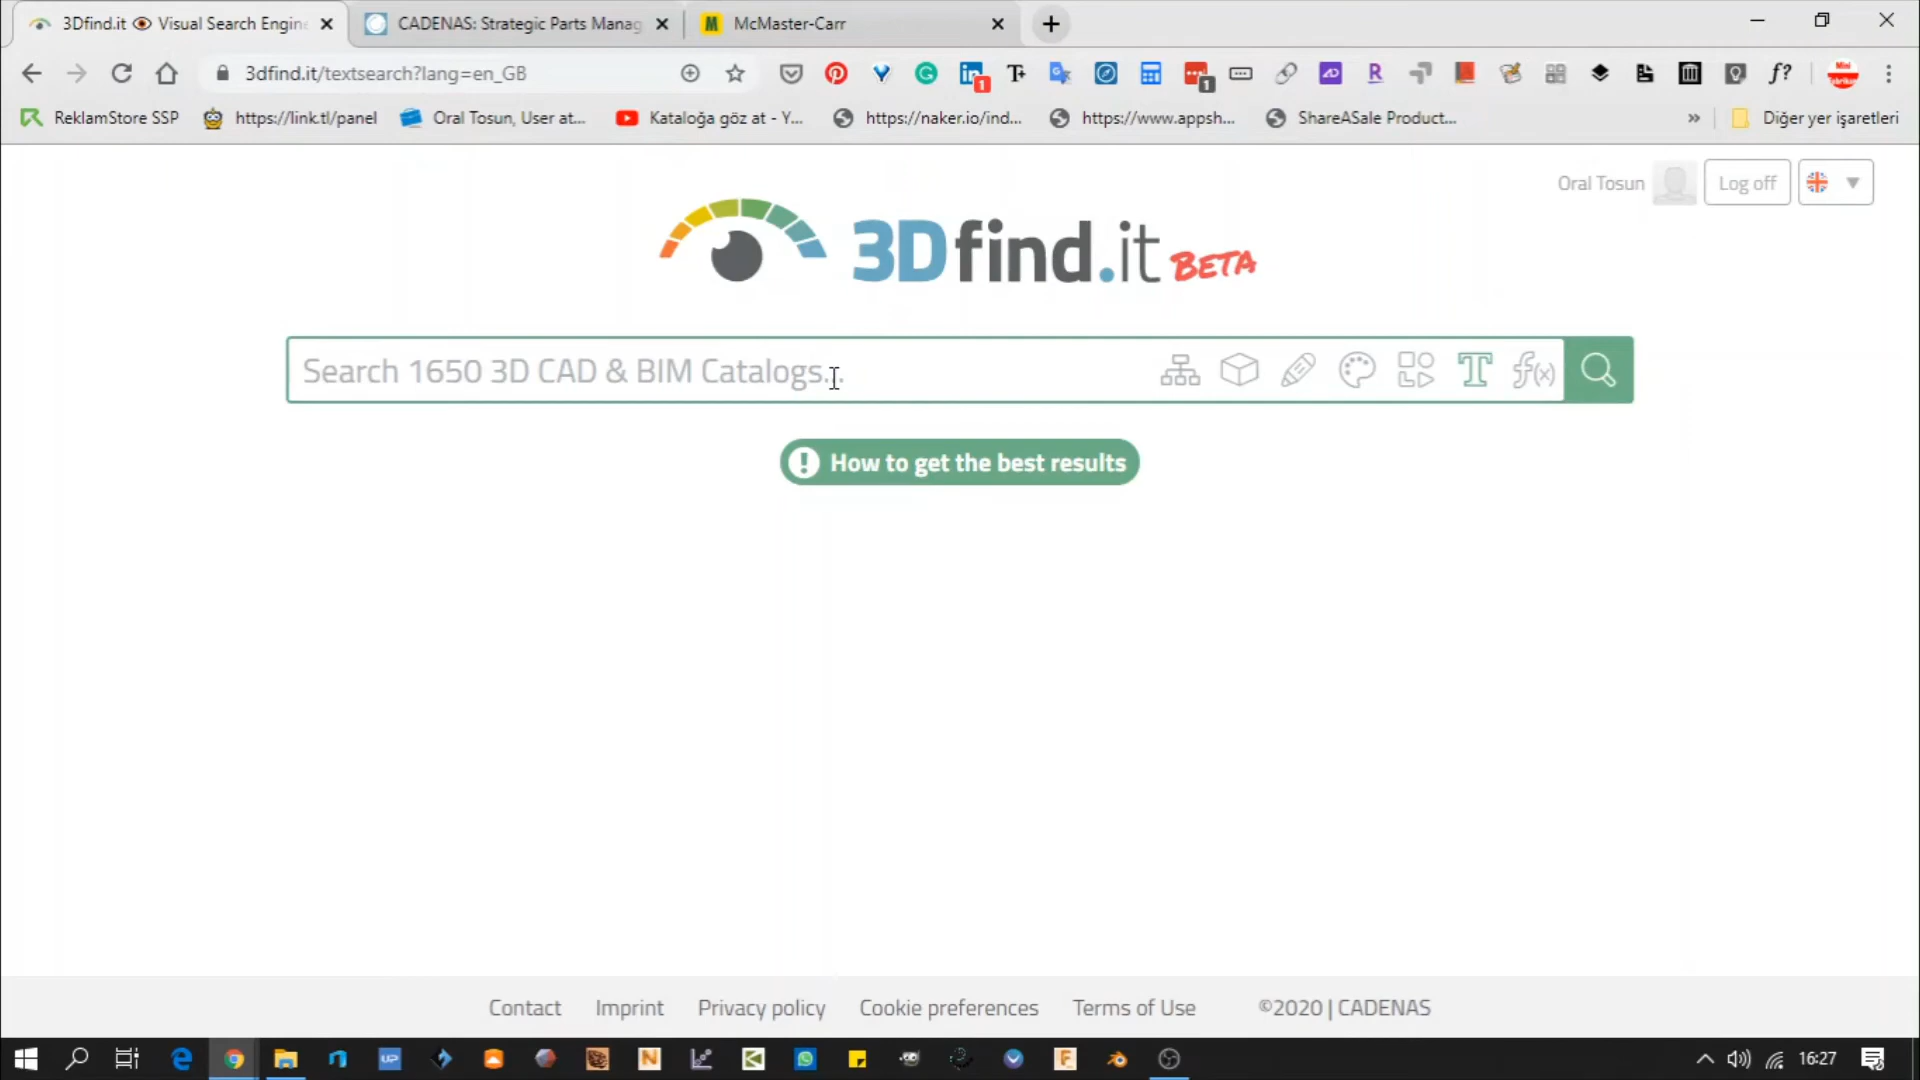 3Dfind.it 👁 Visual Search Engine
CADENAS: Strategic Parts Manag
McMaster-Carr
3dfind.it/textsearch?lang=en_GB
ReklamStore SSP
https://link.tl/panel
Oral Tosun, User at...
Kataloğa göz at - Y...
https://naker.io/ind...
https://www.appsh...
ShareASale Product...
»
Diğer yer işaretleri
Oral Tosun
Log off
3Dfind.it BETA
Search 1650 3D CAD & BIM Catalogs...
T
f(x)
! How to get the best results
Contact
Imprint
Privacy policy
Cookie preferences
Terms of Use
©2020 | CADENAS
16:27